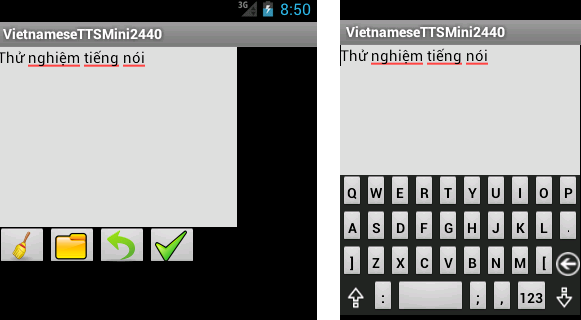 3G 8:50
VietnameseTTSMini2440
Thử nghiệm tiếng nói
VietnameseTTSMini2440
Thử nghiệm tiếng nói
Q W E R T Y U I O P
A S D F G H J K L .
] Z X C V B N M [
: ; , 123